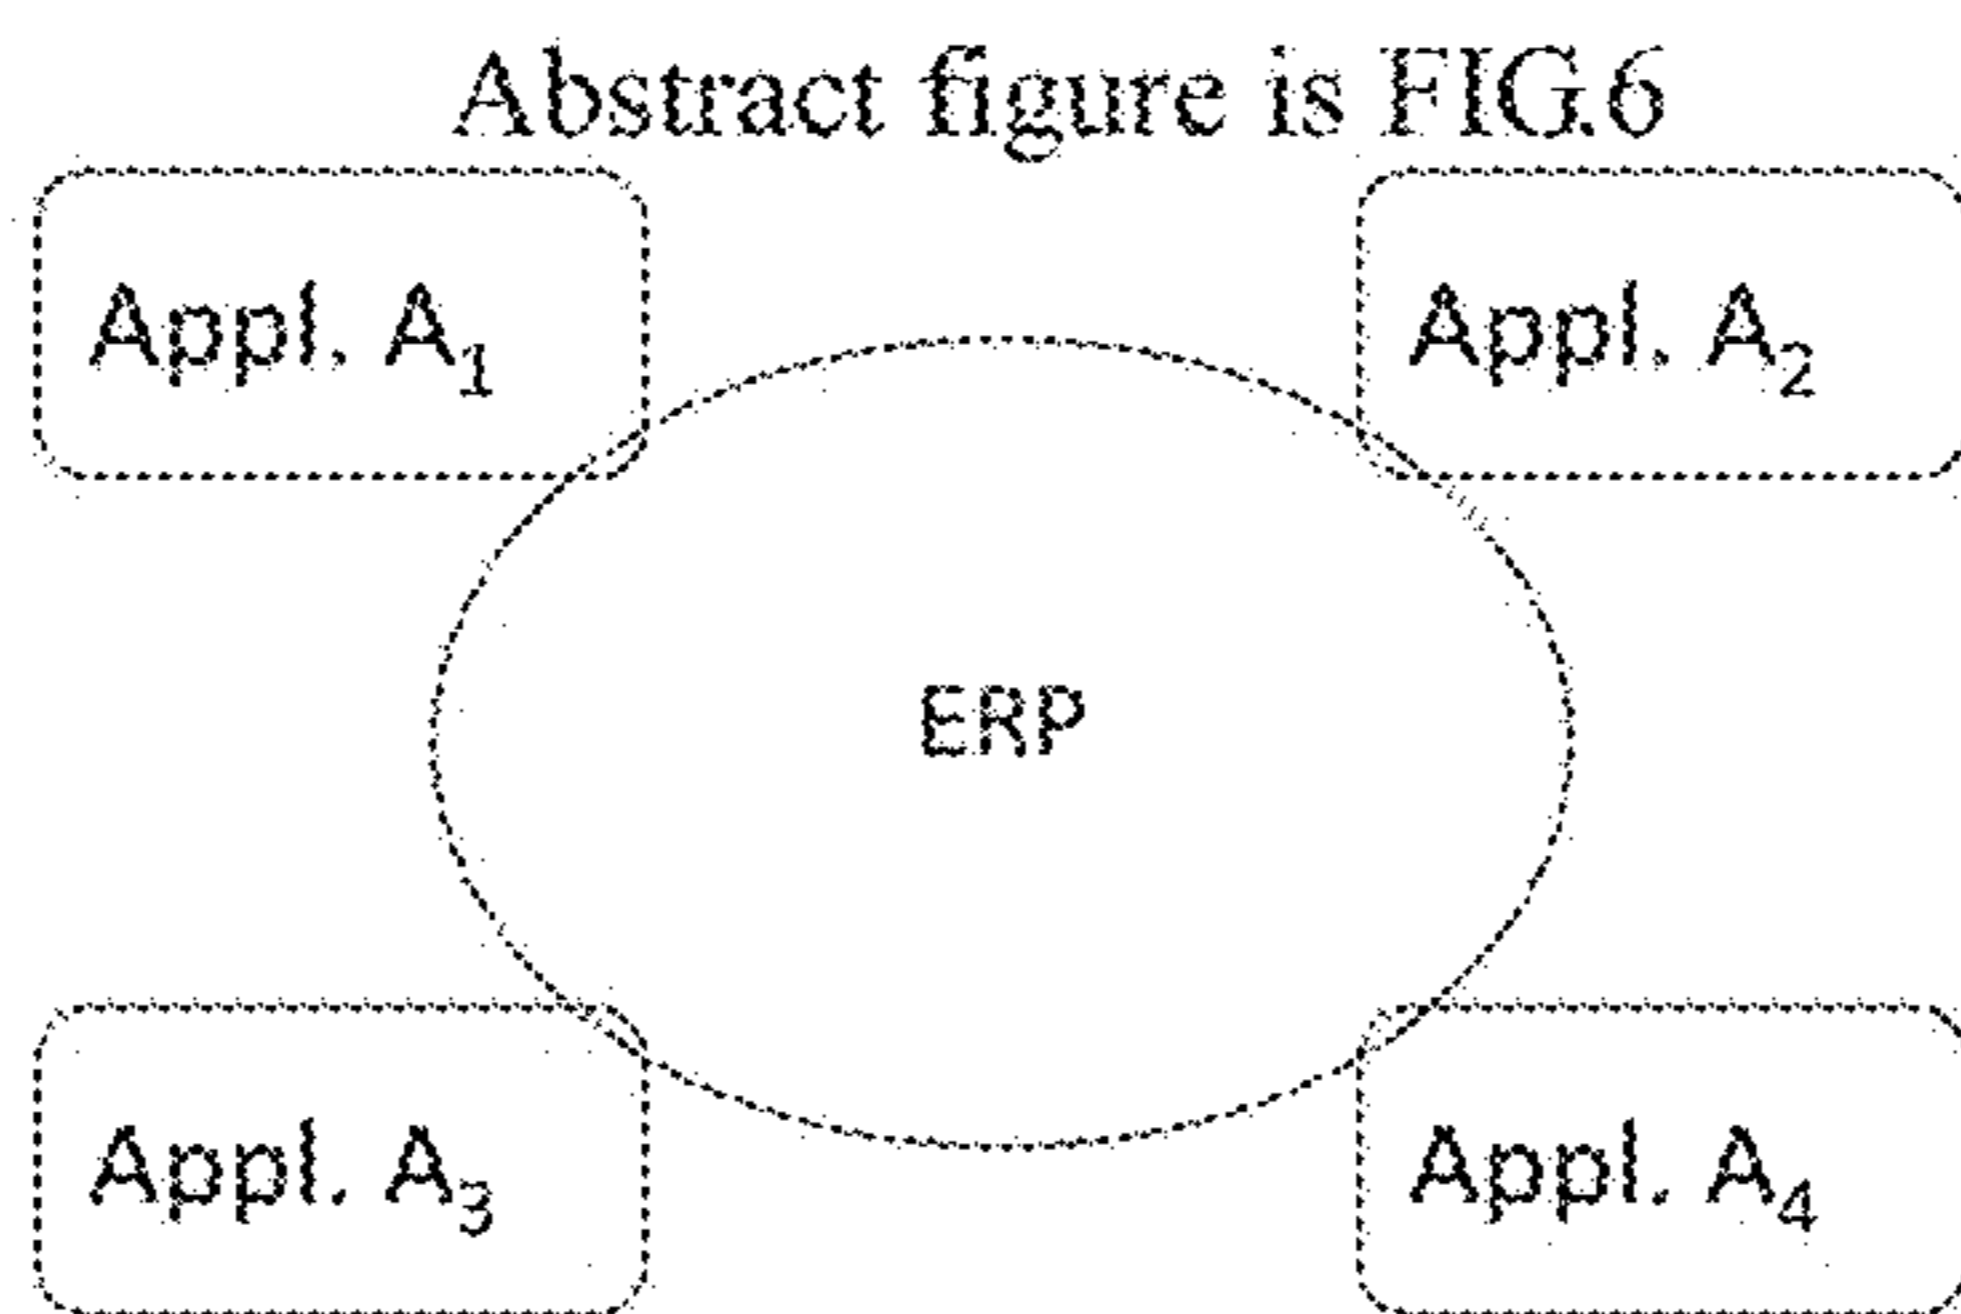 Abstract figure is FIG.6
Appl. A₁
Appl. A₂
ERP
Appl. A₃
Appl. A₄